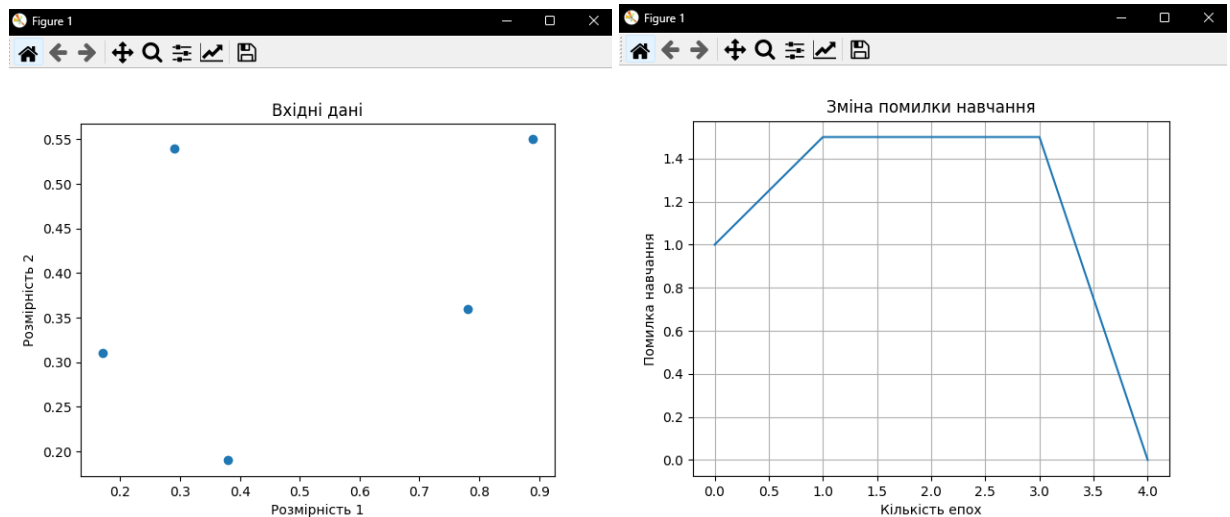 Figure 1
Вхідні дані
0.55
0.50
0.45
0.40
0.35
0.30
0.25
0.20
Розмірність 2
0.2 0.3 0.4 0.5 0.6 0.7 0.8 0.9
Розмірність 1
Figure 1
Зміна помилки навчання
1.4
1.2
1.0
0.8
0.6
0.4
0.2
0.0
Помилка навчання
0.0 0.5 1.0 1.5 2.0 2.5 3.0 3.5 4.0
Кількість епох